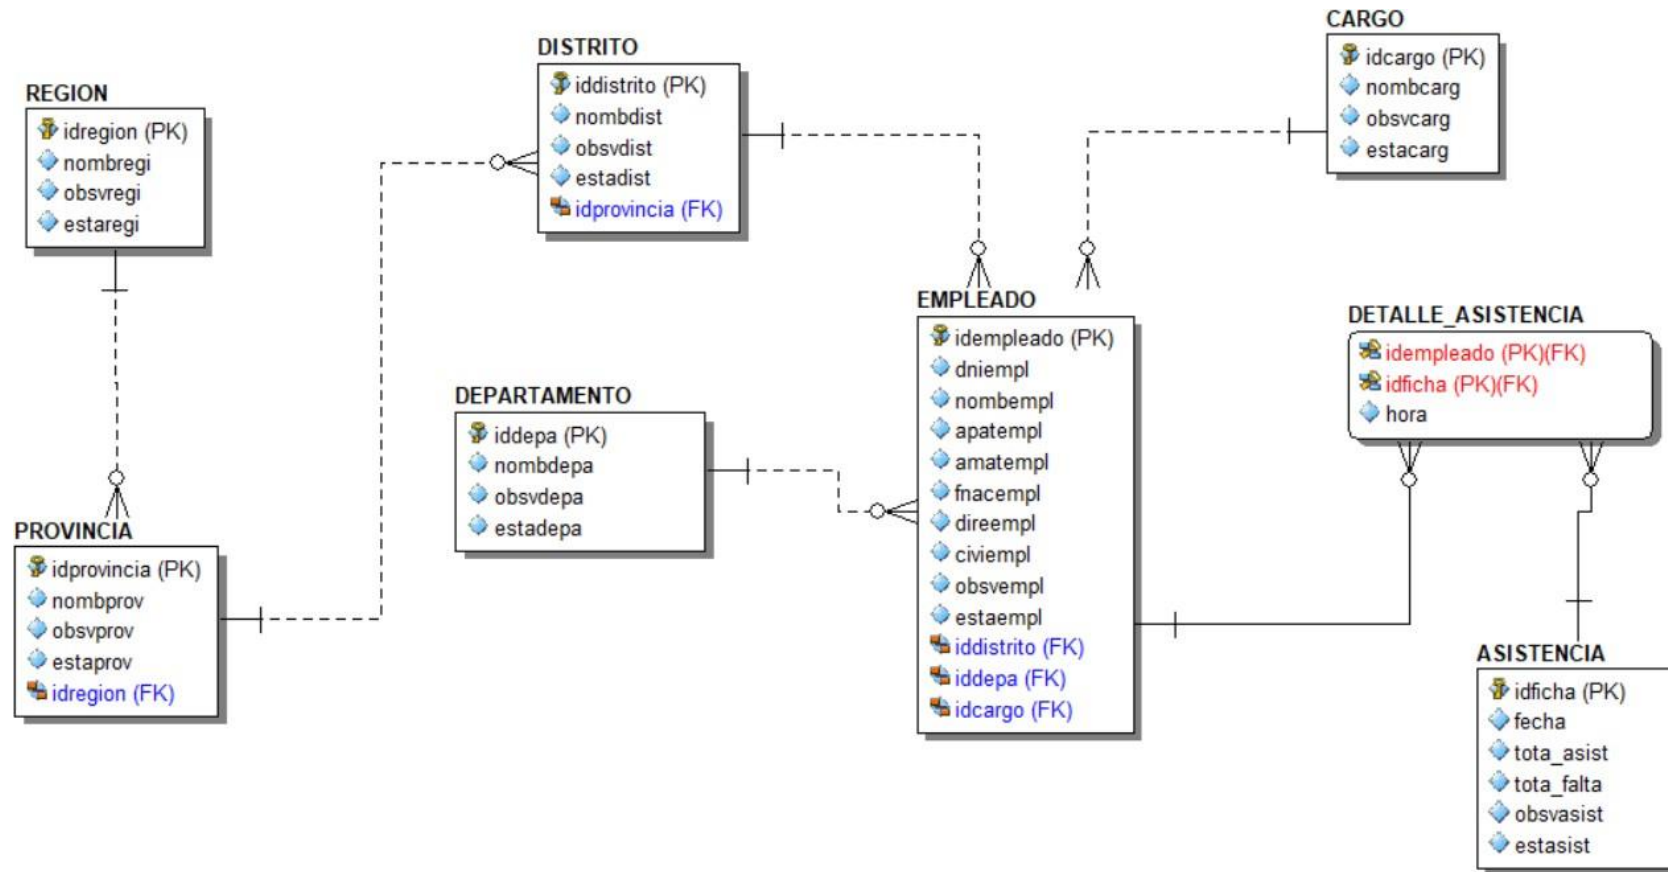 REGION
idregion (PK)
nombregi
obsvregi
estaregi
DISTRITO
iddistrito (PK)
nombdist
obsvdist
estadist
idprovincia (FK)
CARGO
idcargo (PK)
nombcarg
obsvcarg
estacarg
PROVINCIA
idprovincia (PK)
nombprov
obsvprov
estaprov
idregion (FK)
DEPARTAMENTO
iddepa (PK)
nombdepa
obsvdepa
estadepa
EMPLEADO
idempleado (PK)
dniempl
nombempl
apatempl
amatempl
fnacempl
direempl
civiempl
obsvempl
estaempl
iddistrito (FK)
iddepa (FK)
idcargo (FK)
DETALLE_ASISTENCIA
idempleado (PK)(FK)
idficha (PK)(FK)
hora
ASISTENCIA
idficha (PK)
fecha
tota_asist
tota_falta
obsvasist
estasist